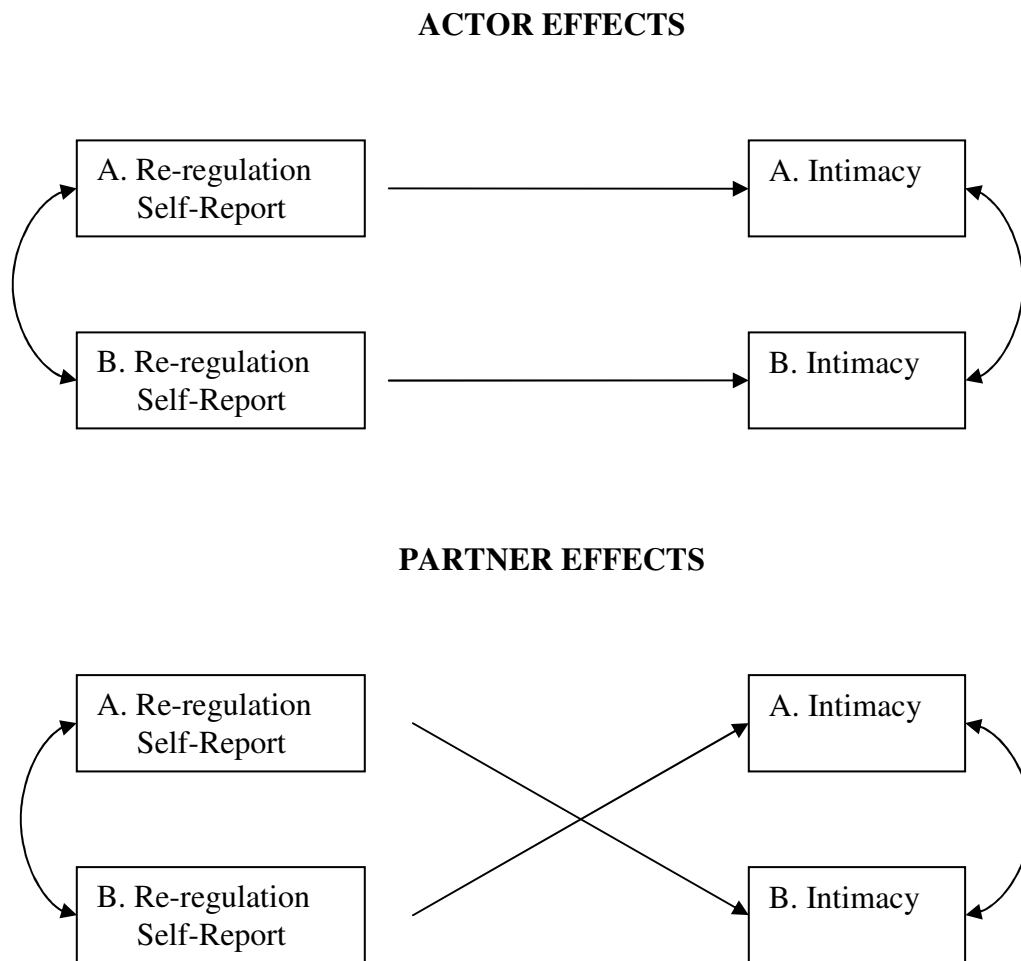 ACTOR EFFECTS
A. Re-regulation
Self-Report
A. Intimacy
B. Re-regulation
Self-Report
B. Intimacy
PARTNER EFFECTS
A. Re-regulation
Self-Report
A. Intimacy
B. Re-regulation
Self-Report
B. Intimacy